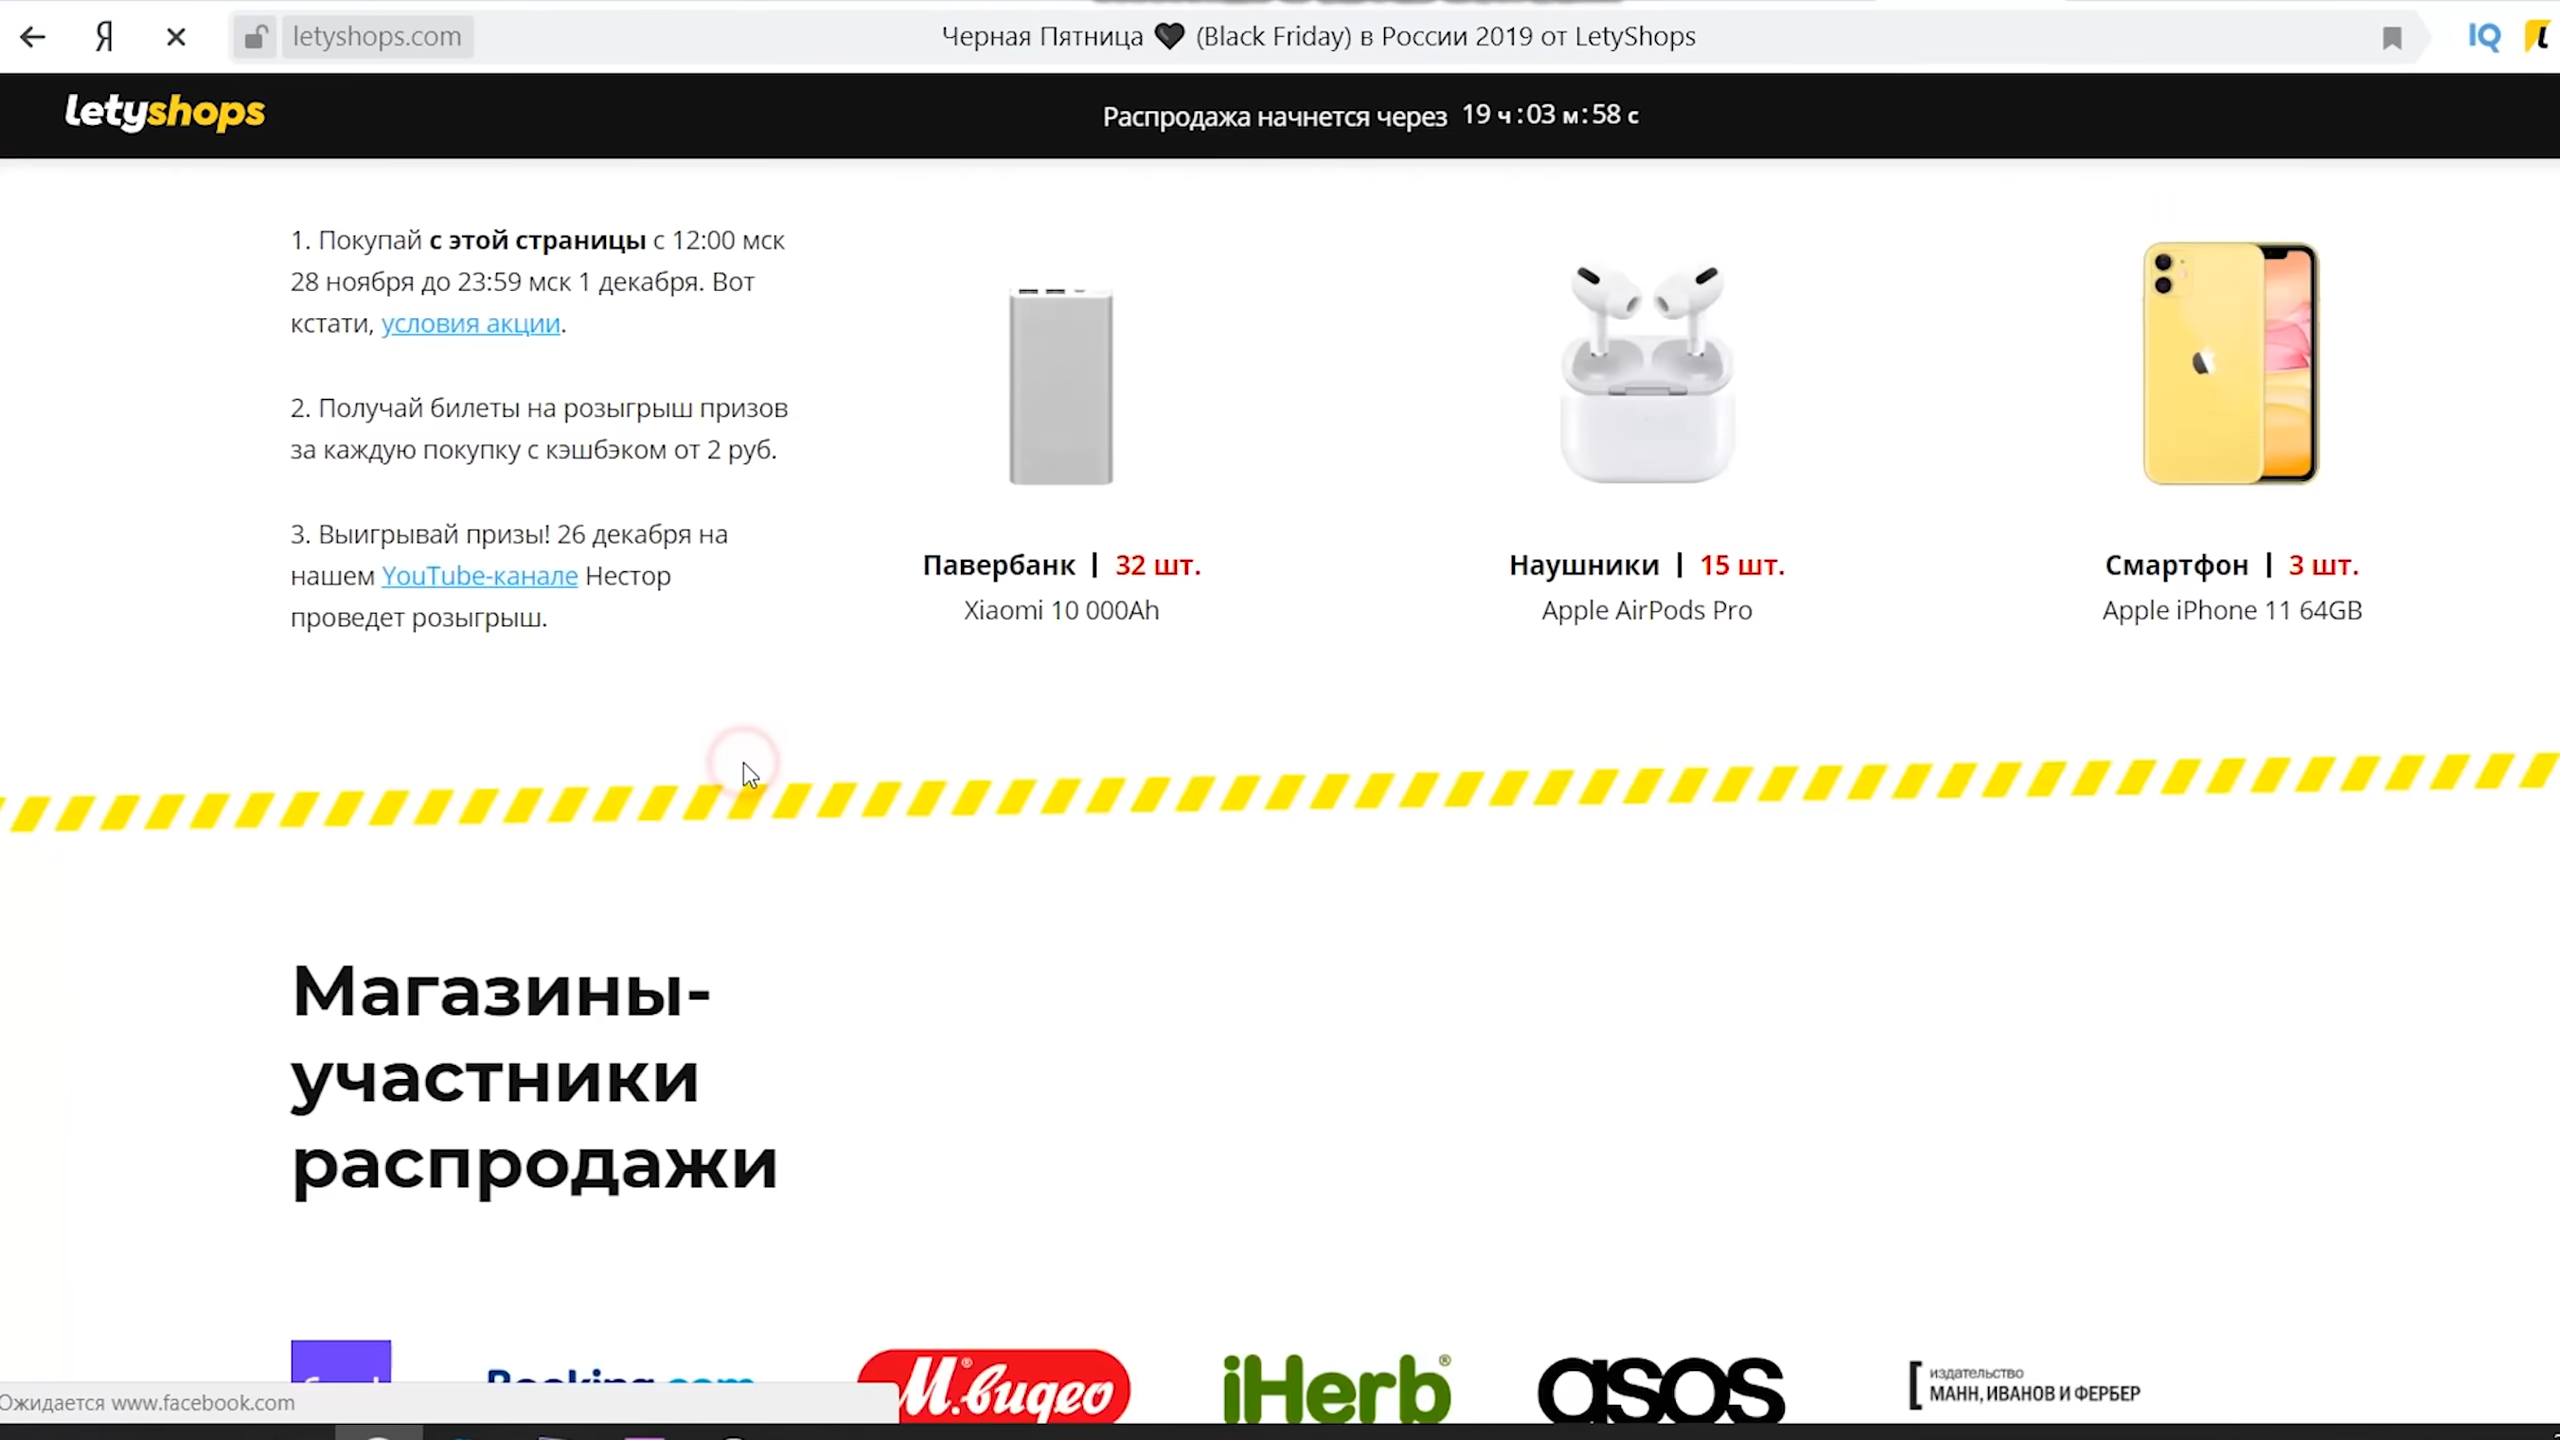 Я
letyshops.com
Черная Пятница 🖤 (Black Friday) в России 2019 от LetyShops
IQ
letyshops
Распродажа начнется через 19 ч : 03 м : 58 с
1. Покупай с этой страницы с 12:00 мск
28 ноября до 23:59 мск 1 декабря. Вот
кстати, условия акции.
2. Получай билеты на розыгрыш призов
за каждую покупку с кэшбэком от 2 руб.
3. Выигрывай призы! 26 декабря на
нашем YouTube-канале Нестор
проведет розыгрыш.
Павербанк | 32 шт.
Xiaomi 10 000Ah
Наушники | 15 шт.
Apple AirPods Pro
Смартфон | 3 шт.
Apple iPhone 11 64GB
Магазины-
участники
распродажи
Booking.com
М.видео
iHerb
asos
издательство
МАНН, ИВАНОВ И ФЕРБЕР
Ожидается www.facebook.com